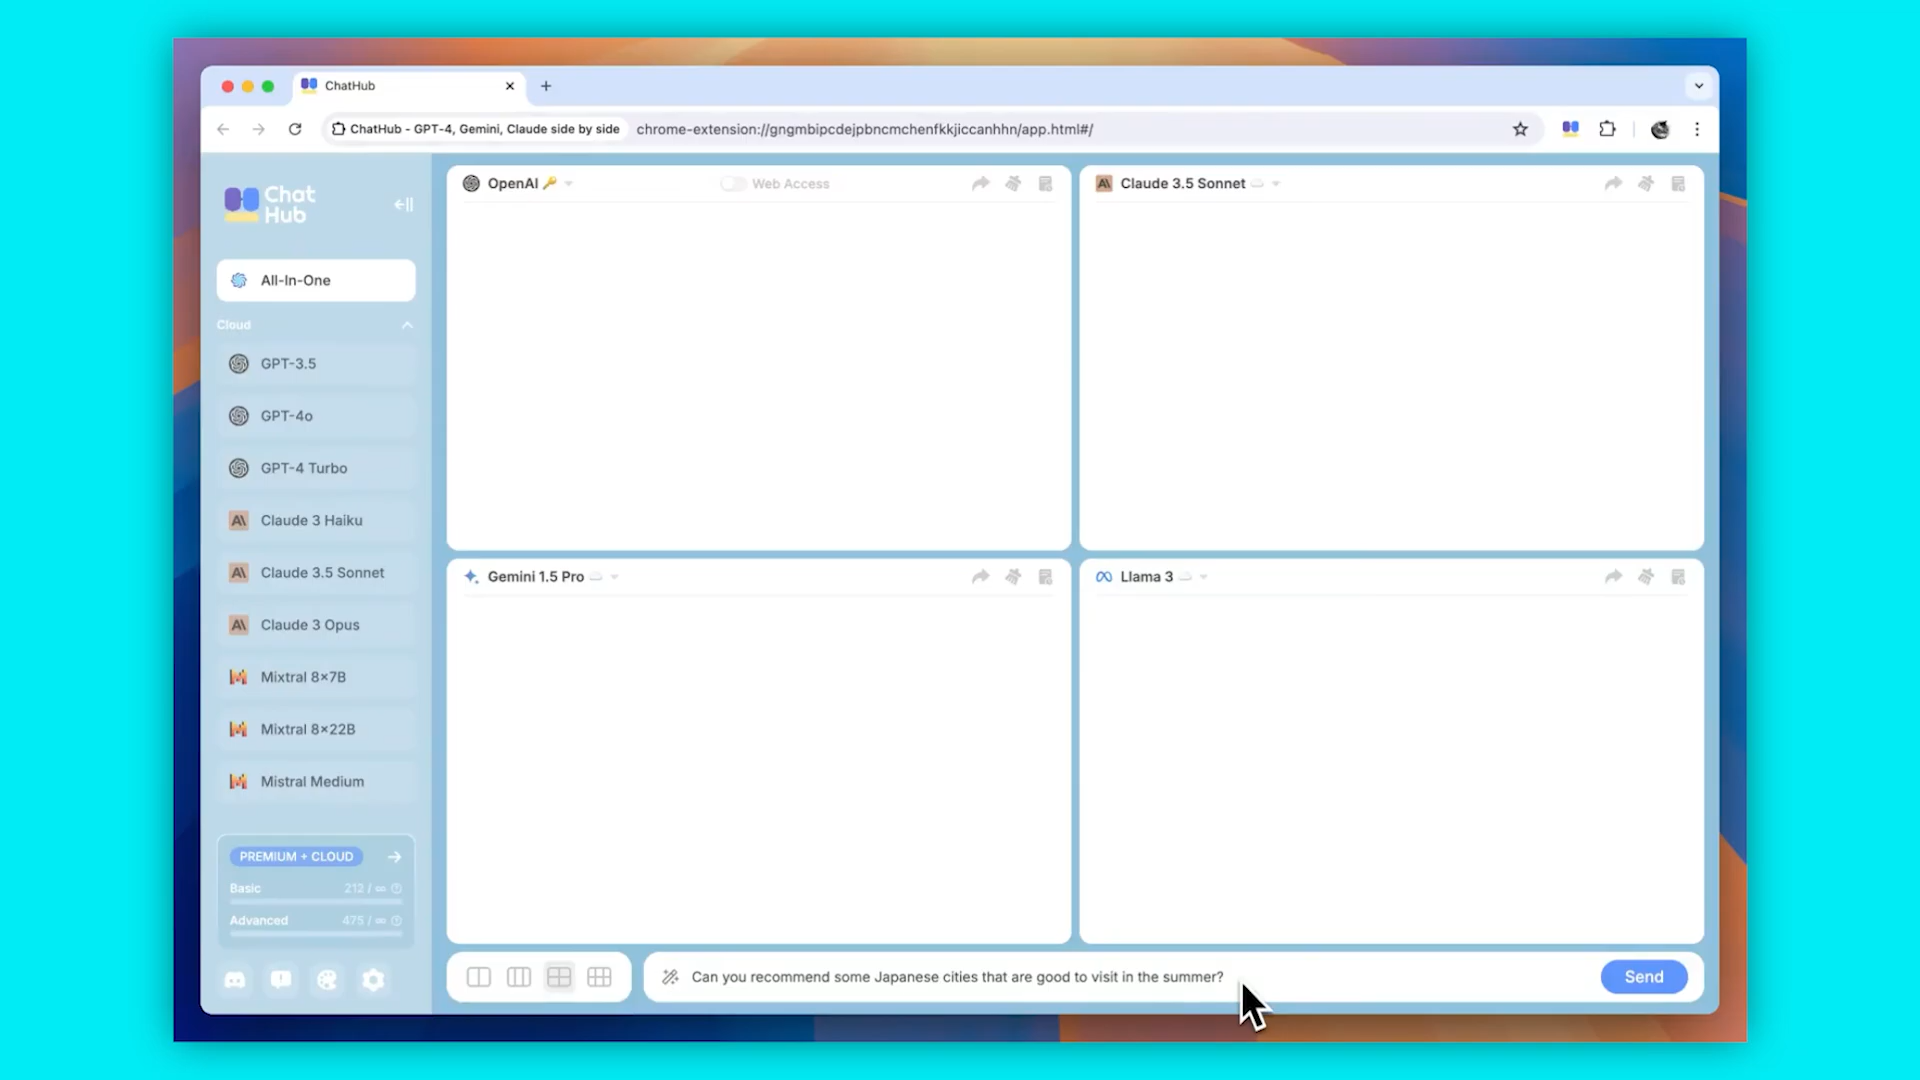 ChatHub
ChatHub - GPT-4, Gemini, Claude side by side chrome-extension://gngmbipcdejpbncmchenfkkjiccanhhn/app.html#/
Chat
Hub
All-In-One
Cloud
GPT-3.5
GPT-4o
GPT-4 Turbo
Claude 3 Haiku
Claude 3.5 Sonnet
Claude 3 Opus
Mixtral 8×7B
Mixtral 8×22B
Mistral Medium
PREMIUM + CLOUD
Basic 212 / ∞
Advanced 475 / ∞
OpenAI Web Access
Claude 3.5 Sonnet
Gemini 1.5 Pro
Llama 3
Can you recommend some Japanese cities that are good to visit in the summer?
Send